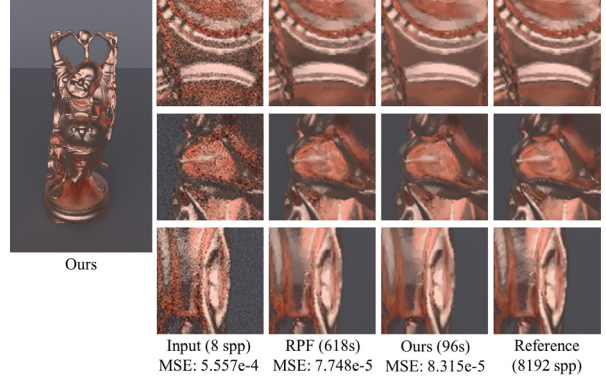 Ours
Input (8 spp)
MSE: 5.557e-4
RPF (618s)
MSE: 7.748e-5
Ours (96s)
MSE: 8.315e-5
Reference
(8192 spp)